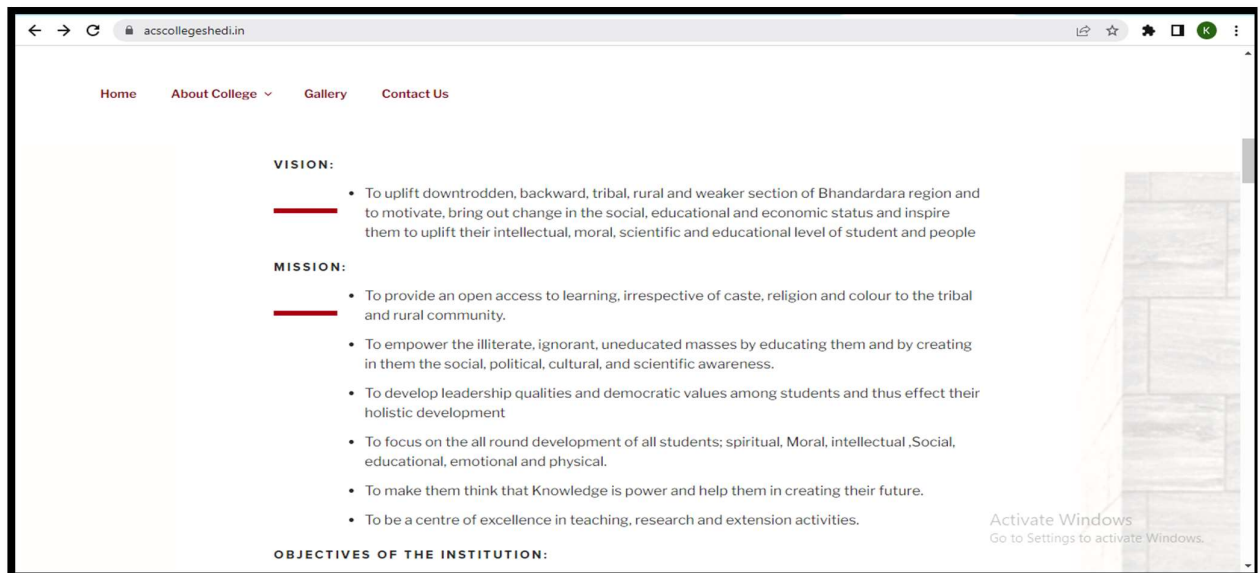 acscollegeshedi.in
K
Home About College Gallery Contact Us
VISION:
• To uplift downtrodden, backward, tribal, rural and weaker section of Bhandardara region and
to motivate, bring out change in the social, educational and economic status and inspire
them to uplift their intellectual, moral, scientific and educational level of student and people
MISSION:
• To provide an open access to learning, irrespective of caste, religion and colour to the tribal
and rural community.
• To empower the illiterate, ignorant, uneducated masses by educating them and by creating
in them the social, political, cultural, and scientific awareness.
• To develop leadership qualities and democratic values among students and thus effect their
holistic development
• To focus on the all round development of all students; spiritual, Moral, intellectual ,Social,
educational, emotional and physical.
• To make them think that Knowledge is power and help them in creating their future.
• To be a centre of excellence in teaching, research and extension activities.
Activate Windows
Go to Settings to activate Windows.
OBJECTIVES OF THE INSTITUTION: